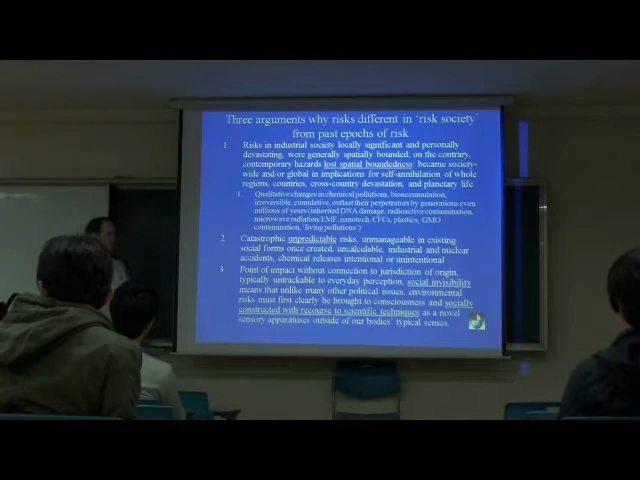 Three arguments why risks different in 'risk society'
from past epochs of risk
1. Risks in industrial society locally significant and personally
devastating, were generally spatially bounded; on the contrary,
contemporary hazards lost spatial boundedness: became society-
wide and/or global in implications for self-annihilation of whole
regions, countries, cross-country devastation, and planetary life
1. Qualitative changes in chemical pollutions, bioaccumulation,
irreversible, cumulative, outlast their perpetrators by generations even
millions of years (inherited DNA damage, radioactive contamination,
microwave radiation/EMF, nanotech, CFCs, plastics, GMO
contamination, 'living pollutions')
2. Catastrophic unpredictable risks, unmanageable in existing
social forms once created, uncalculable, industrial and nuclear
accidents, chemical releases intentional or unintentional
3. Point of impact without connection to jurisdiction of origin,
typically untrackable to everyday perception, social invisibility
means that unlike many other political issues, environmental
risks must first clearly be brought to consciousness and socially
constructed with recourse to scientific techniques as a novel
sensory apparatuses outside of our bodies' typical senses.